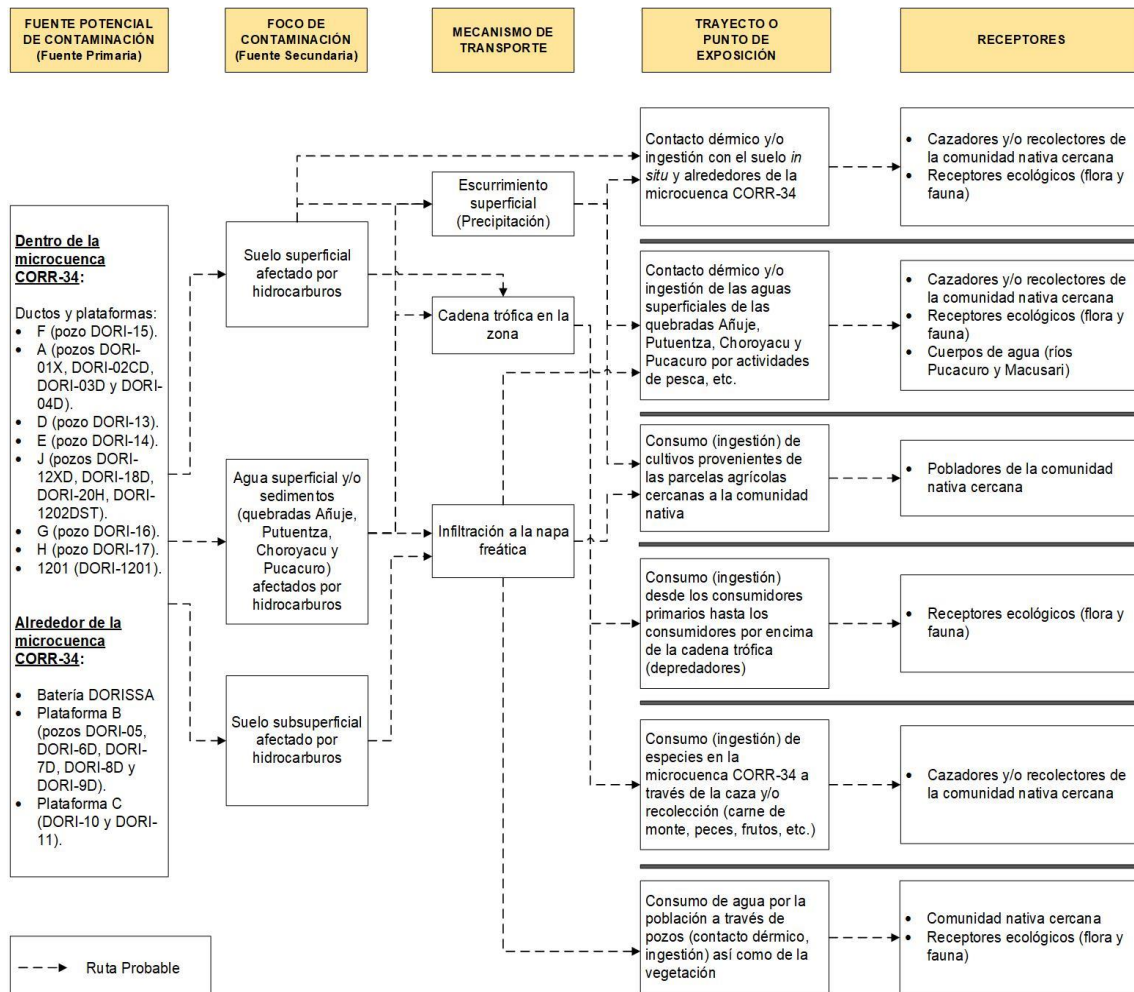 FUENTE POTENCIAL
DE CONTAMINACIÓN
(Fuente Primaria)
FOCO DE
CONTAMINACIÓN
(Fuente Secundaria)
MECANISMO DE
TRANSPORTE
TRAYECTO O
PUNTO DE
EXPOSICIÓN
RECEPTORES
Dentro de la
microcuenca
CORR-34:
Ductos y plataformas:
• F (pozo DORI-15).
• A (pozos DORI-
01X, DORI-02CD,
DORI-03D y DORI-
04D).
• D (pozo DORI-13).
• E (pozo DORI-14).
• J (pozos DORI-
12XD, DORI-18D,
DORI-20H, DORI-
1202DST).
• G (pozo DORI-16).
• H (pozo DORI-17).
• 1201 (DORI-1201).
Alrededor de la
microcuenca
CORR-34:
• Batería DORISSA
• Plataforma B
(pozos DORI-05,
DORI-6D, DORI-
7D, DORI-8D y
DORI-9D).
• Plataforma C
(DORI-10 y DORI-
11).
Suelo superficial
afectado por
hidrocarburos
Agua superficial y/o
sedimentos
(quebradas Añuje,
Putuentza,
Choroyacu y
Pucacuro)
afectados por
hidrocarburos
Suelo subsuperficial
afectado por
hidrocarburos
Escurrimiento
superficial
(Precipitación)
Cadena trófica en la
zona
Infiltración a la napa
freática
Contacto dérmico y/o
ingestión con el suelo in
situ y alrededores de la
microcuenca CORR-34
Contacto dérmico y/o
ingestión de las aguas
superficiales de las
quebradas Añuje,
Putuentza, Choroyacu y
Pucacuro por actividades
de pesca, etc.
Consumo (ingestión) de
cultivos provenientes de
las parcelas agrícolas
cercanas a la comunidad
nativa
Consumo (ingestión)
desde los consumidores
primarios hasta los
consumidores por encima
de la cadena trófica
(depredadores)
Consumo (ingestión) de
especies en la
microcuenca CORR-34 a
través de la caza y/o
recolección (carne de
monte, peces, frutos, etc.)
Consumo de agua por la
población a través de
pozos (contacto dérmico,
ingestión) así como de la
vegetación
• Cazadores y/o recolectores de
la comunidad nativa cercana
• Receptores ecológicos (flora y
fauna)
• Cazadores y/o recolectores de
la comunidad nativa cercana
• Receptores ecológicos (flora y
fauna)
• Cuerpos de agua (ríos
Pucacuro y Macusari)
• Pobladores de la comunidad
nativa cercana
• Receptores ecológicos (flora y
fauna)
• Cazadores y/o recolectores de
la comunidad nativa cercana
• Comunidad nativa cercana
• Receptores ecológicos (flora y
fauna)
Ruta Probable